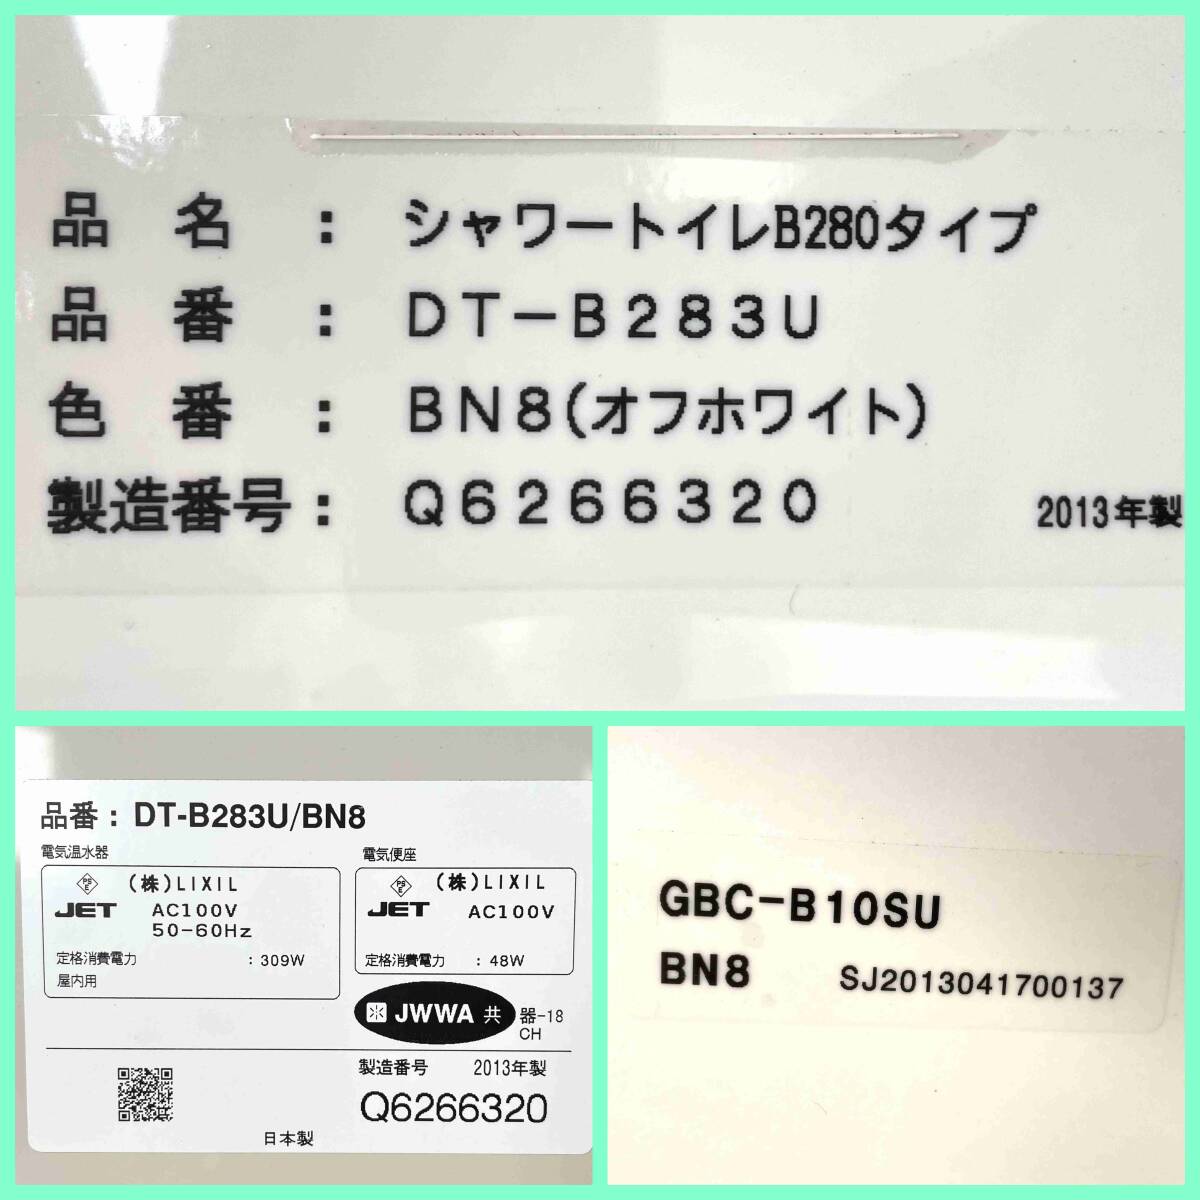 品名：シャワートイレB280タイプ
品番：DT-B283U
色番：BN8(オフホワイト)
製造番号：Q6266320 2013年製
品番：DT-B283U/BN8
電気温水器
PSE (株)LIXIL
JET AC100V
50-60Hz
定格消費電力：309W
屋内用
電気便座
PSE (株)LIXIL
JET AC100V
定格消費電力：48W
JWWA 共 器-18
CH
製造番号 2013年製
Q6266320
日本製
GBC-B10SU
BN8 SJ2013041700137